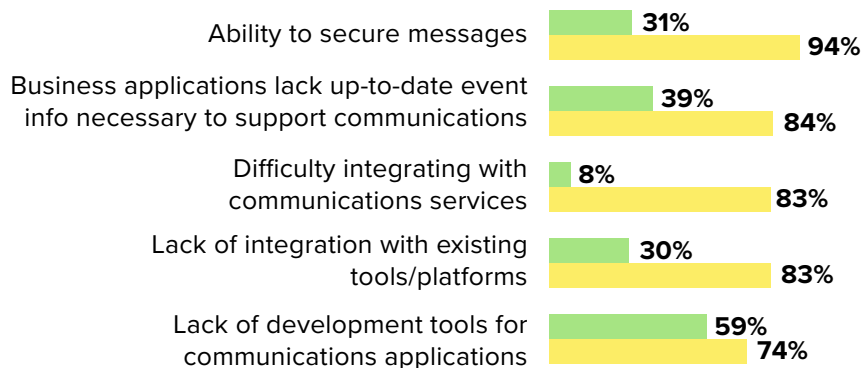 Ability to secure messages
31%
94%
Business applications lack up-to-date event
info necessary to support communications
39%
84%
Difficulty integrating with
communications services
8%
83%
Lack of integration with existing
tools/platforms
30%
83%
Lack of development tools for
communications applications
59%
74%